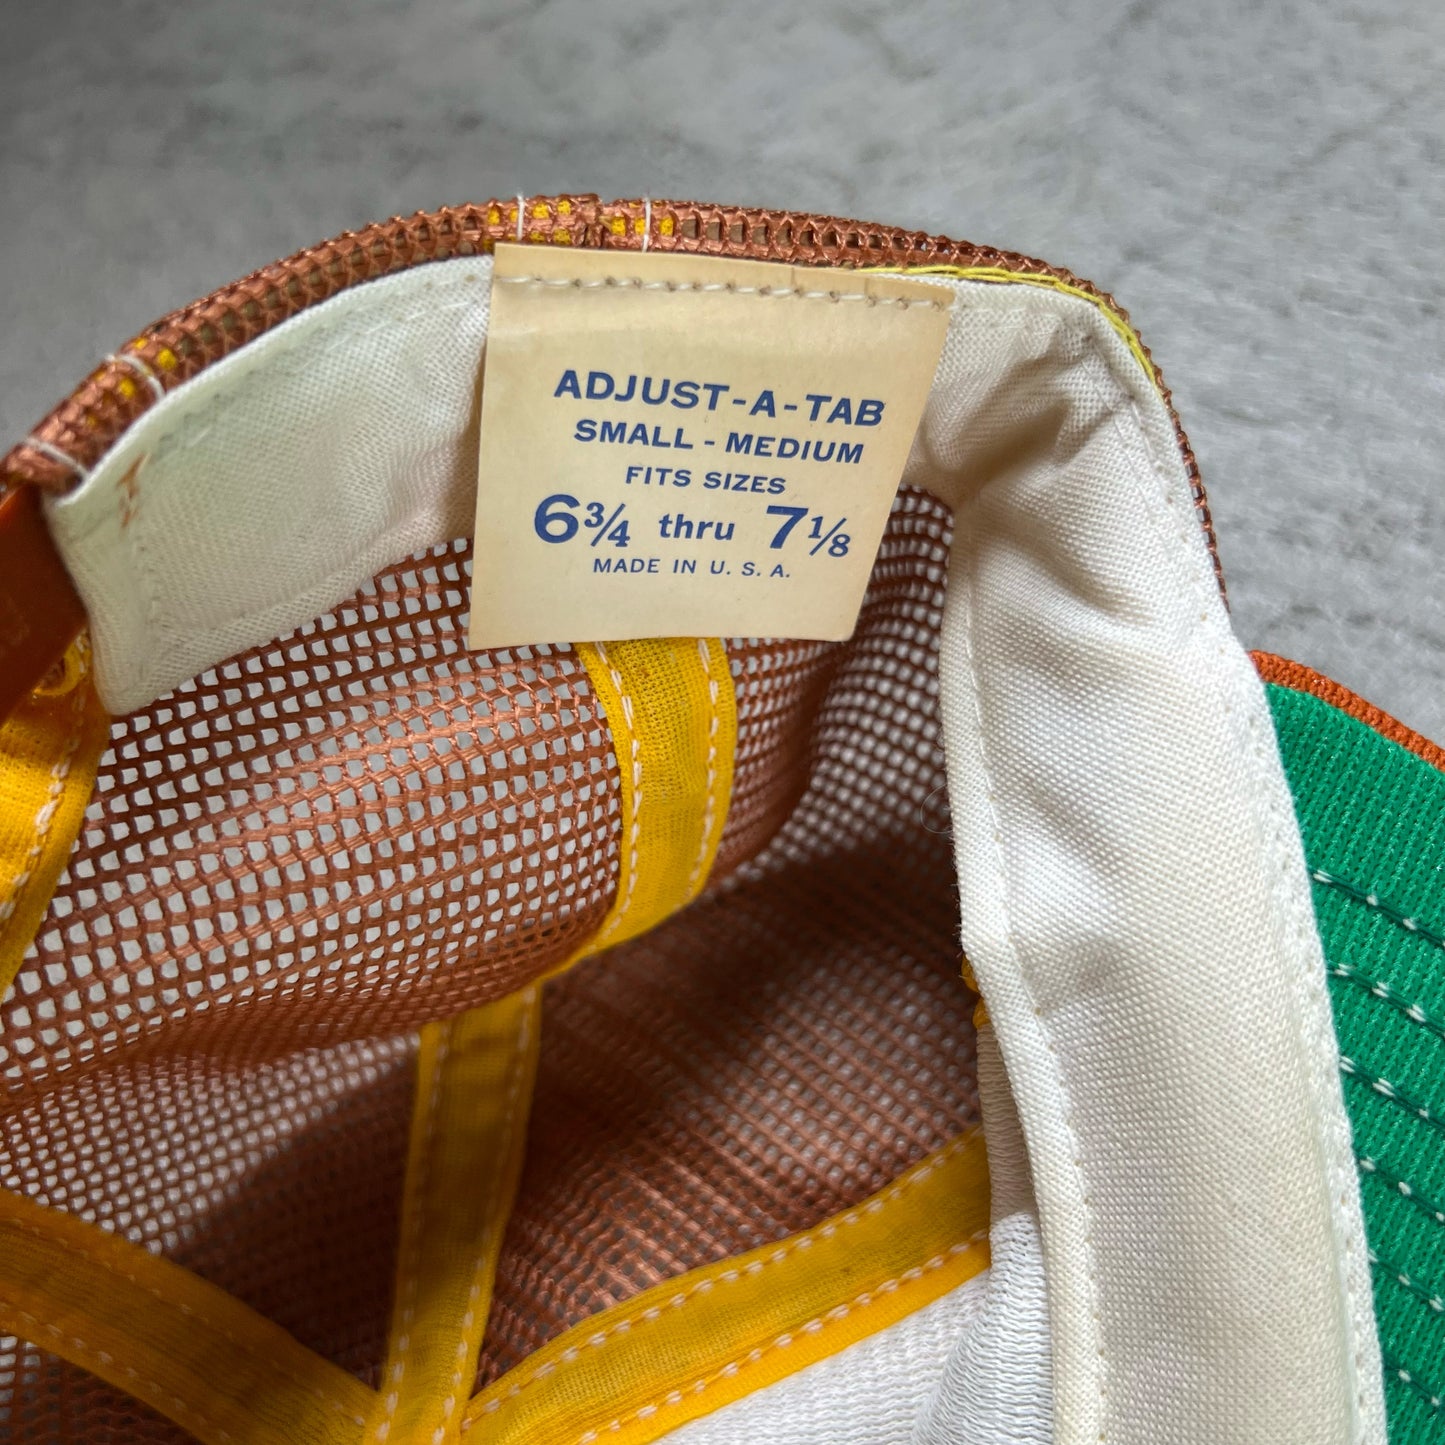 ADJUST-A-TAB
SMALL - MEDIUM
FITS SIZES
6¾ thru 7⅛
MADE IN U. S. A.